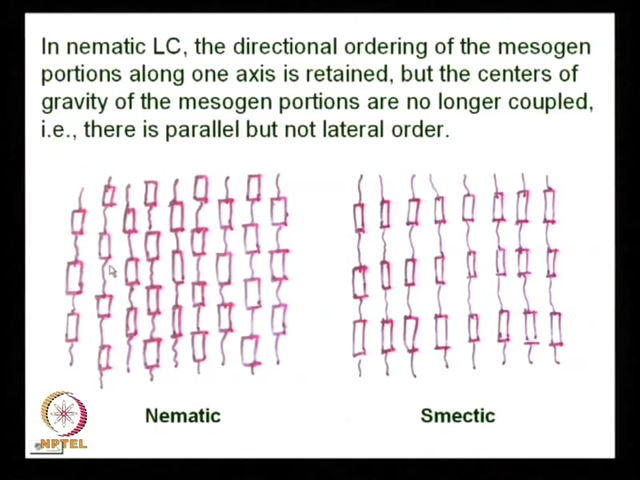 In nematic LC, the directional ordering of the mesogen
portions along one axis is retained, but the centers of
gravity of the mesogen portions are no longer coupled,
i.e., there is parallel but not lateral order.
Nematic
Smectic
NPTEL